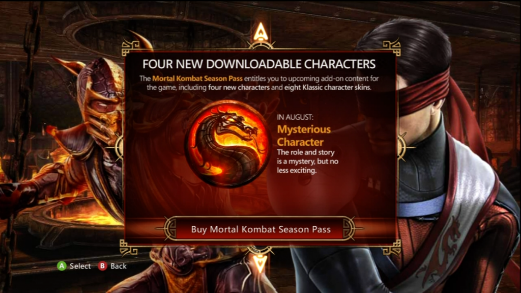 FOUR NEW DOWNLOADABLE CHARACTERS
The Mortal Kombat Season Pass entitles you to upcoming add-on content for
the game, including four new characters and eight Klassic character skins.
IN AUGUST:
Mysterious
Character
The role and story
is a mystery, but no
less exciting.
Buy Mortal Kombat Season Pass
A Select B Back